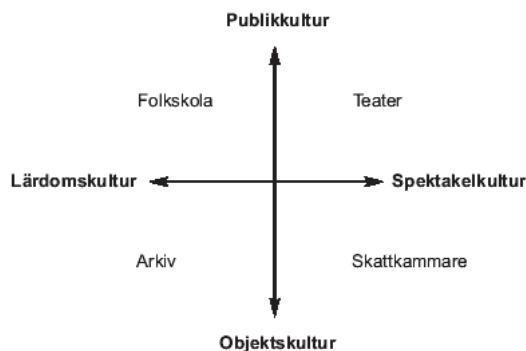 Publikkultur
Folkskola Teater
Lärdomskultur Spektakelkultur
Arkiv Skattkammare
Objektskultur